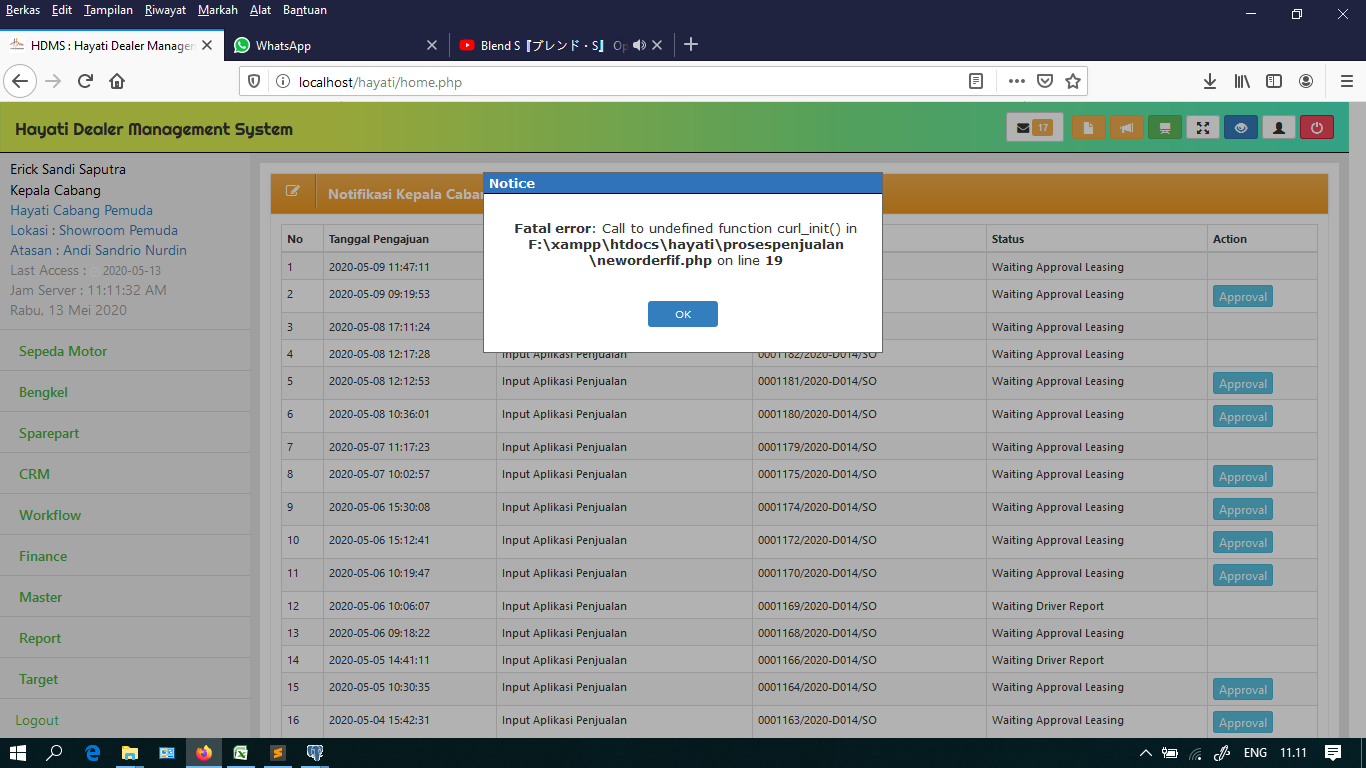 Berkas Edit Tampilan Riwayat Markah Alat Bantuan
HDMS : Hayati Dealer Manager
WhatsApp
Blend S『ブレンド・S』 Op
localhost/hayati/home.php
Hayati Dealer Management System
17
Erick Sandi Saputra
Kepala Cabang
Hayati Cabang Pemuda
Lokasi : Showroom Pemuda
Atasan : Andi Sandrio Nurdin
Last Access : 2020-05-13
Jam Server : 11:11:32 AM
Rabu, 13 Mei 2020
Sepeda Motor
Bengkel
Sparepart
CRM
Workflow
Finance
Master
Report
Target
Logout
Notifikasi Kepala Cabang
Notice
Fatal error: Call to undefined function curl_init() in
F:\xampp\htdocs\hayati\prosespenjualan
\neworderfif.php on line 19
OK
No Tanggal Pengajuan Status Action
1 2020-05-09 11:47:11 Waiting Approval Leasing
2 2020-05-09 09:19:53 Waiting Approval Leasing Approval
3 2020-05-08 17:11:24 Waiting Approval Leasing
4 2020-05-08 12:17:28 Input Aplikasi Penjualan 0001182/2020-D014/SO Waiting Approval Leasing
5 2020-05-08 12:12:53 Input Aplikasi Penjualan 0001181/2020-D014/SO Waiting Approval Leasing Approval
6 2020-05-08 10:36:01 Input Aplikasi Penjualan 0001180/2020-D014/SO Waiting Approval Leasing Approval
7 2020-05-07 11:17:23 Input Aplikasi Penjualan 0001179/2020-D014/SO Waiting Approval Leasing
8 2020-05-07 10:02:57 Input Aplikasi Penjualan 0001175/2020-D014/SO Waiting Approval Leasing Approval
9 2020-05-06 15:30:08 Input Aplikasi Penjualan 0001174/2020-D014/SO Waiting Approval Leasing Approval
10 2020-05-06 15:12:41 Input Aplikasi Penjualan 0001172/2020-D014/SO Waiting Approval Leasing Approval
11 2020-05-06 10:19:47 Input Aplikasi Penjualan 0001170/2020-D014/SO Waiting Approval Leasing Approval
12 2020-05-06 10:06:07 Input Aplikasi Penjualan 0001169/2020-D014/SO Waiting Driver Report
13 2020-05-06 09:18:22 Input Aplikasi Penjualan 0001168/2020-D014/SO Waiting Approval Leasing
14 2020-05-05 14:41:11 Input Aplikasi Penjualan 0001166/2020-D014/SO Waiting Driver Report
15 2020-05-05 10:30:35 Input Aplikasi Penjualan 0001164/2020-D014/SO Waiting Approval Leasing Approval
16 2020-05-04 15:42:31 Input Aplikasi Penjualan 0001163/2020-D014/SO Waiting Approval Leasing Approval
ENG 11.11